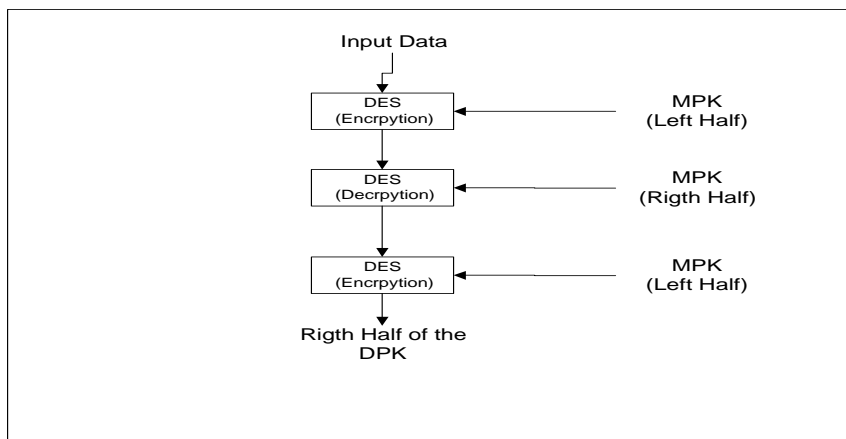 Input Data
DES
(Encrpytion)
MPK
(Left Half)
DES
(Decrpytion)
MPK
(Rigth Half)
DES
(Encrpytion)
MPK
(Left Half)
Rigth Half of the
DPK